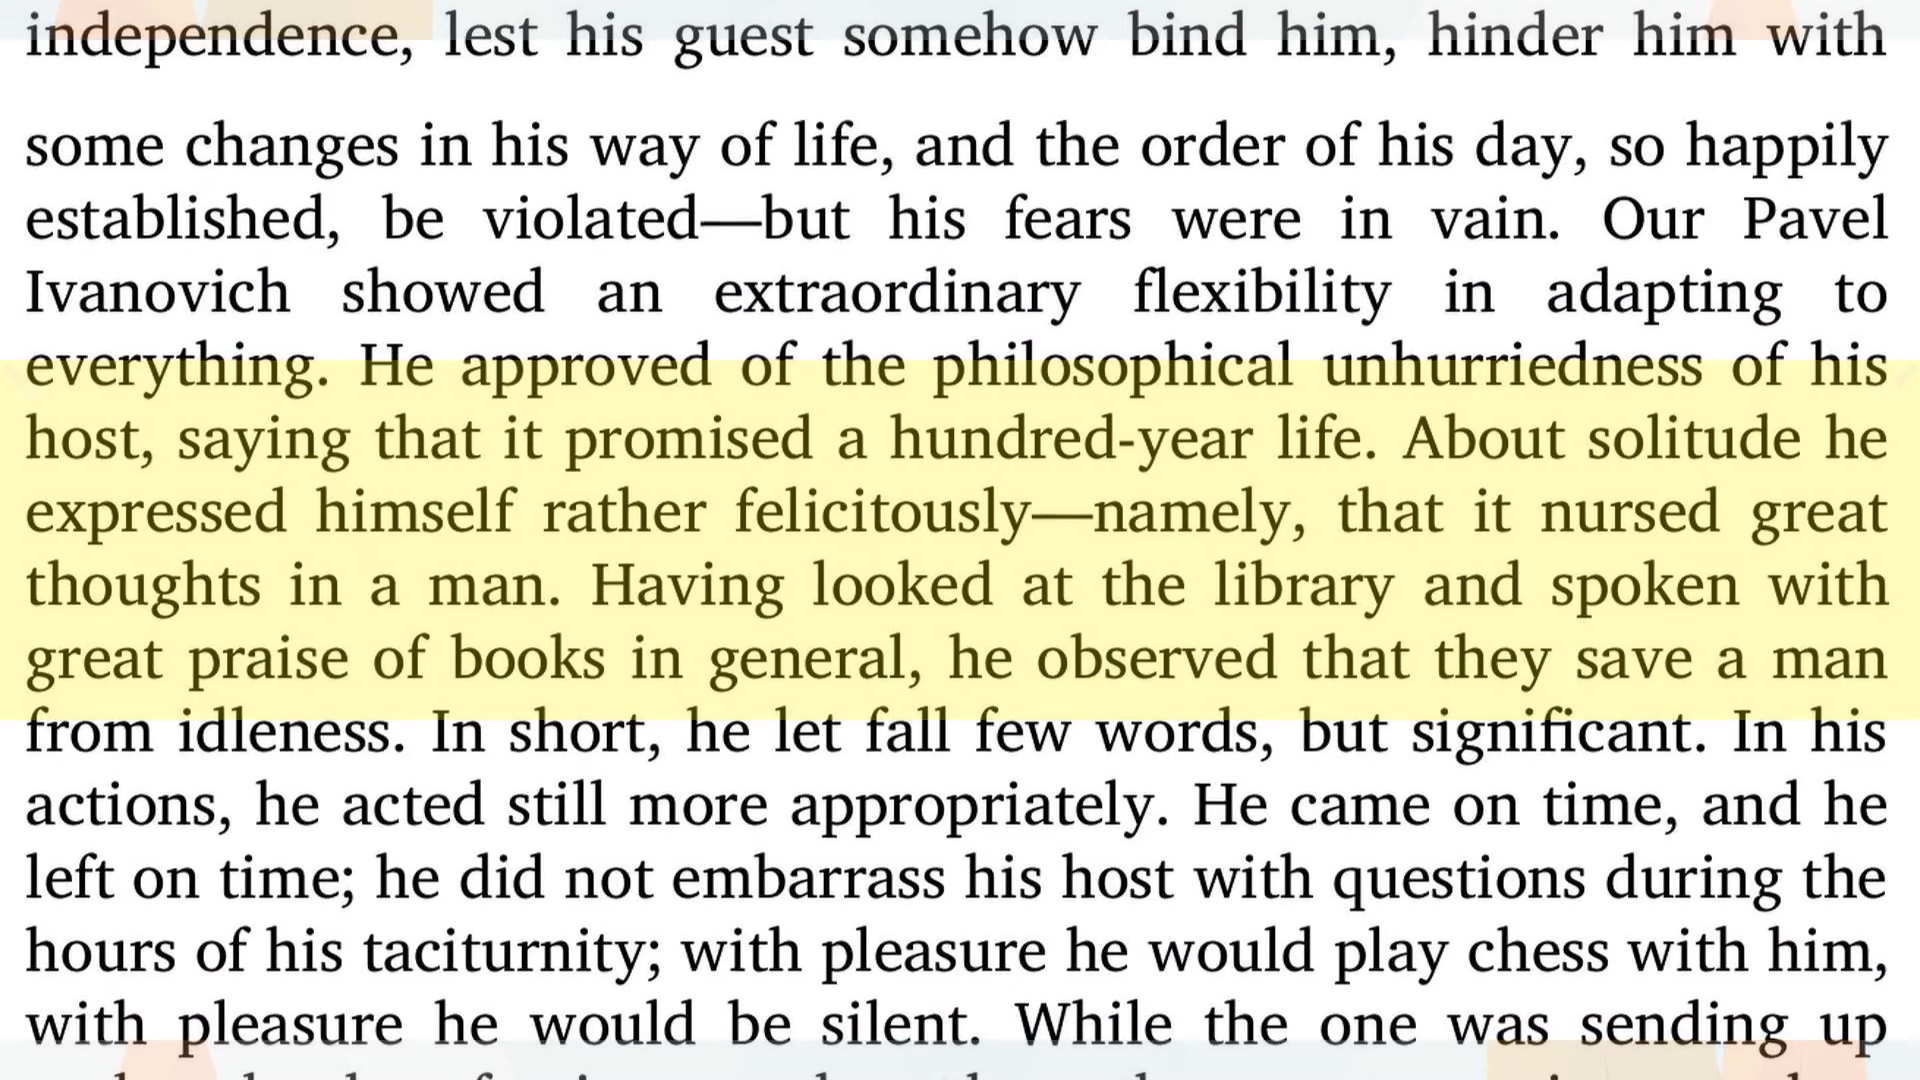 independence, lest his guest somehow bind him, hinder him with
some changes in his way of life, and the order of his day, so happily
established, be violated—but his fears were in vain. Our Pavel
Ivanovich showed an extraordinary flexibility in adapting to
everything. He approved of the philosophical unhurriedness of his
host, saying that it promised a hundred-year life. About solitude he
expressed himself rather felicitously—namely, that it nursed great
thoughts in a man. Having looked at the library and spoken with
great praise of books in general, he observed that they save a man
from idleness. In short, he let fall few words, but significant. In his
actions, he acted still more appropriately. He came on time, and he
left on time; he did not embarrass his host with questions during the
hours of his taciturnity; with pleasure he would play chess with him,
with pleasure he would be silent. While the one was sending up